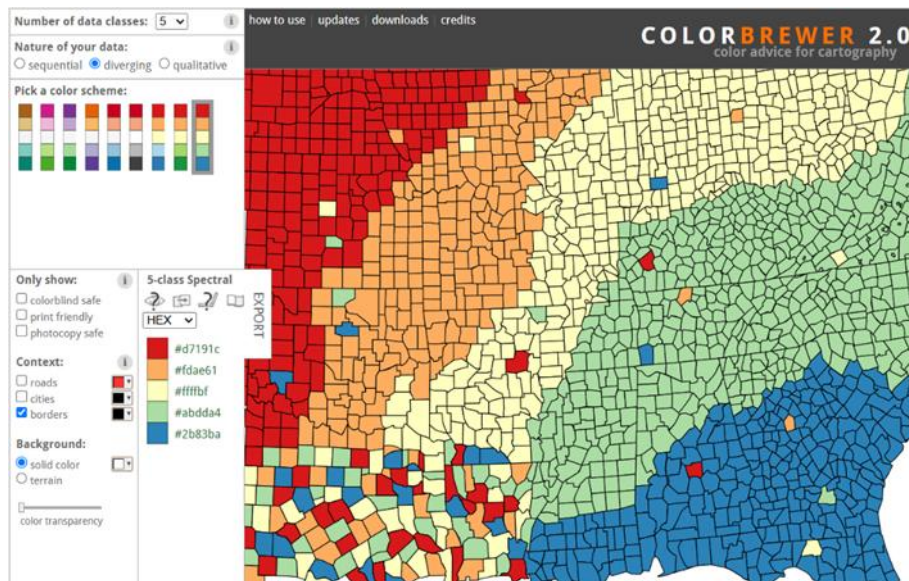 Number of data classes: 5 i
how to use | updates | downloads | credits
COLORBREWER 2.0
color advice for cartography
Nature of your data: i
sequential diverging qualitative
Pick a color scheme:
Only show: i
colorblind safe
print friendly
photocopy safe
Context: i
roads
cities
borders
Background:
solid color
terrain
color transparency
5-class Spectral
HEX
EXPORT
#d7191c
#fdae61
#ffffbf
#abdda4
#2b83ba